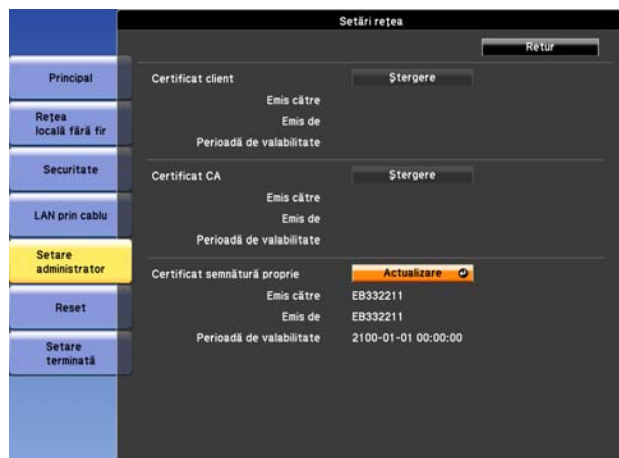 Setări rețea
Retur
Principal
Rețea
locală fără fir
Securitate
LAN prin cablu
Setare
administrator
Reset
Setare
terminată
Certificat client Ștergere
Emis către
Emis de
Perioadă de valabilitate
Certificat CA Ștergere
Emis către
Emis de
Perioadă de valabilitate
Certificat semnătură proprie Actualizare
Emis către EB332211
Emis de EB332211
Perioadă de valabilitate 2100-01-01 00:00:00